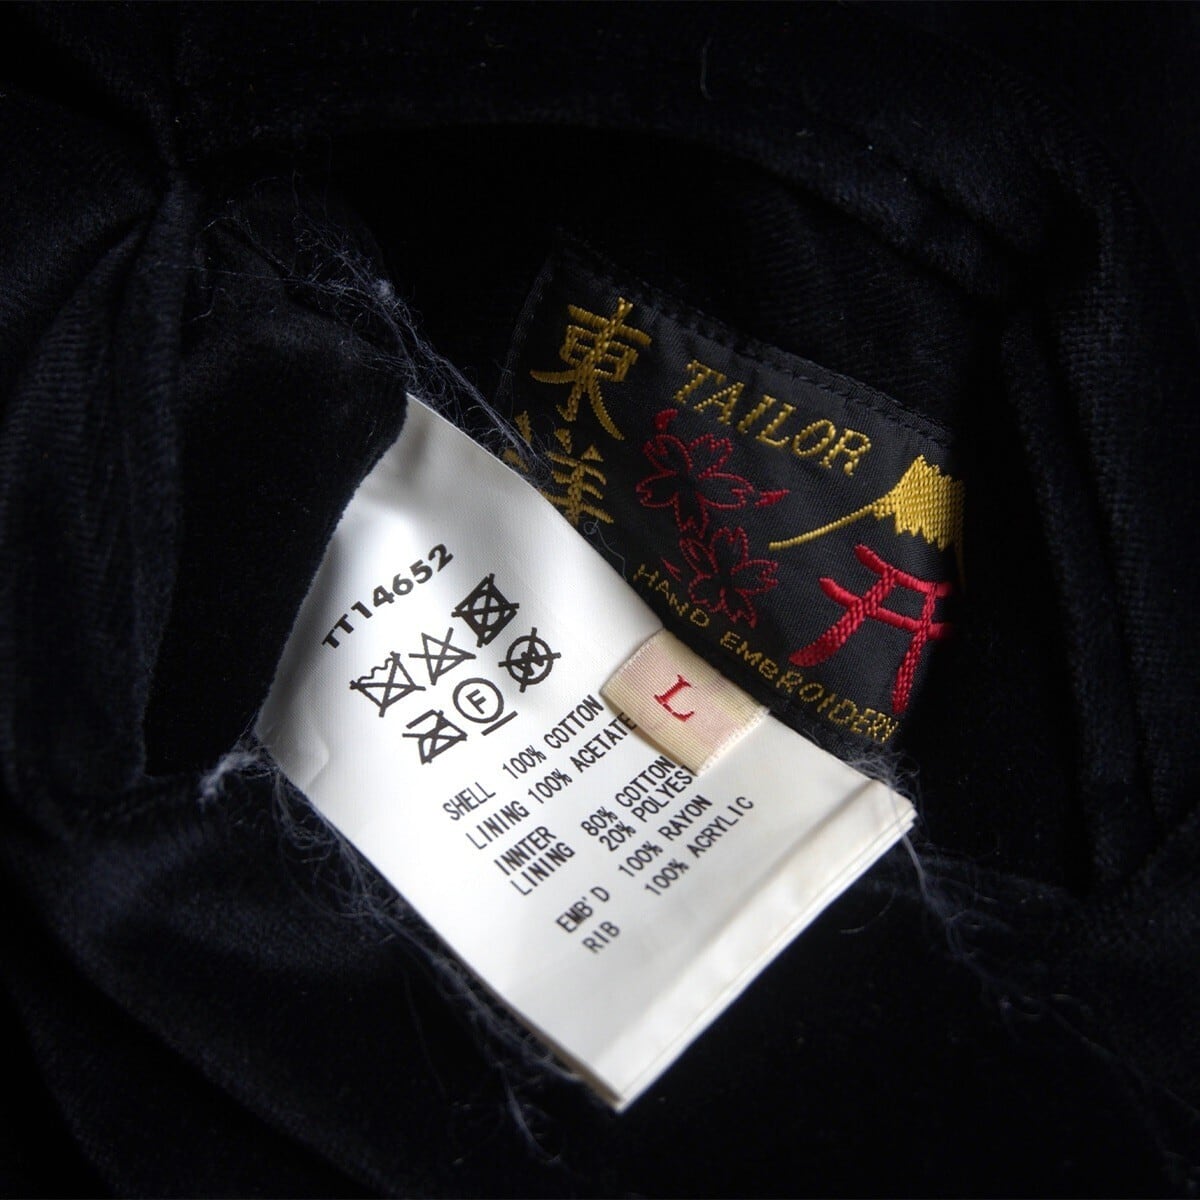 東洋
TAILOR
HAND EMBROIDERY
L
TT14652
F
W
SHELL 100% COTTON
LINING 100% ACETATE
INNTER 80% COTTON
LINING 20% POLYES
EMB'D 100% RAYON
RIB 100% ACRYLIC